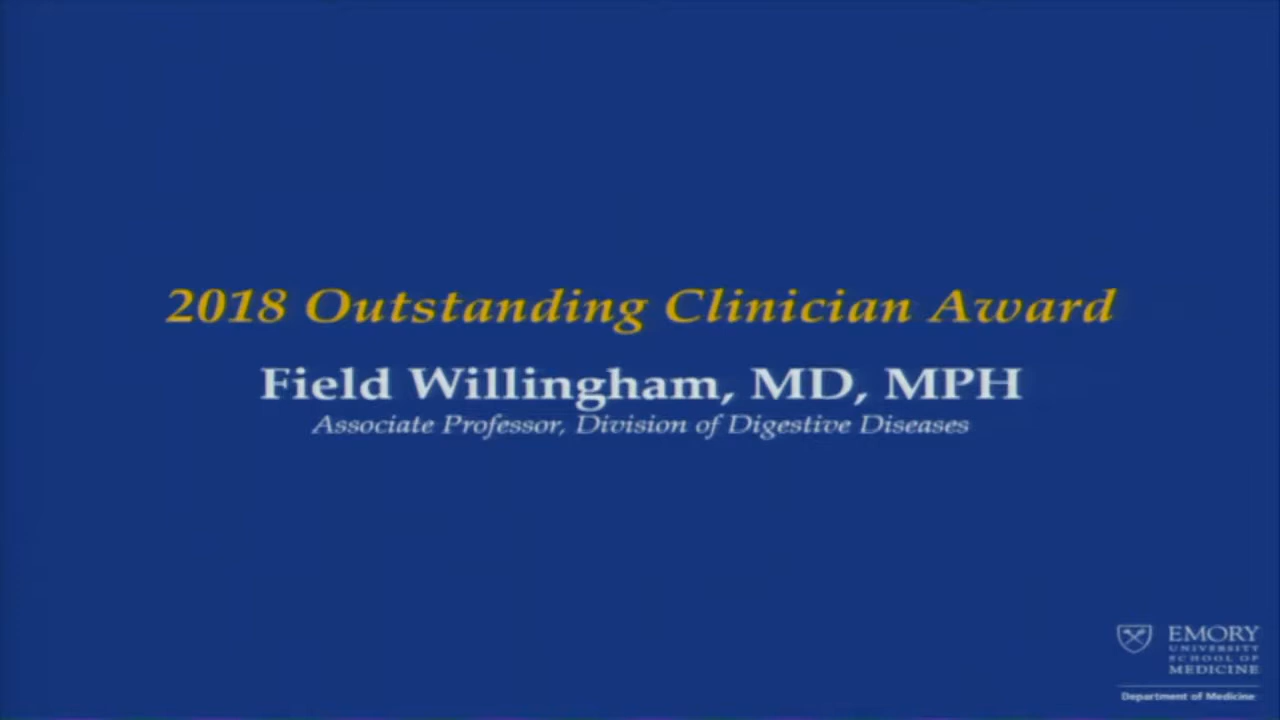 2018 Outstanding Clinician Award
Field Willingham, MD, MPH
Associate Professor, Division of Digestive Diseases
EMORY
UNIVERSITY
SCHOOL OF
MEDICINE
Department of Medicine